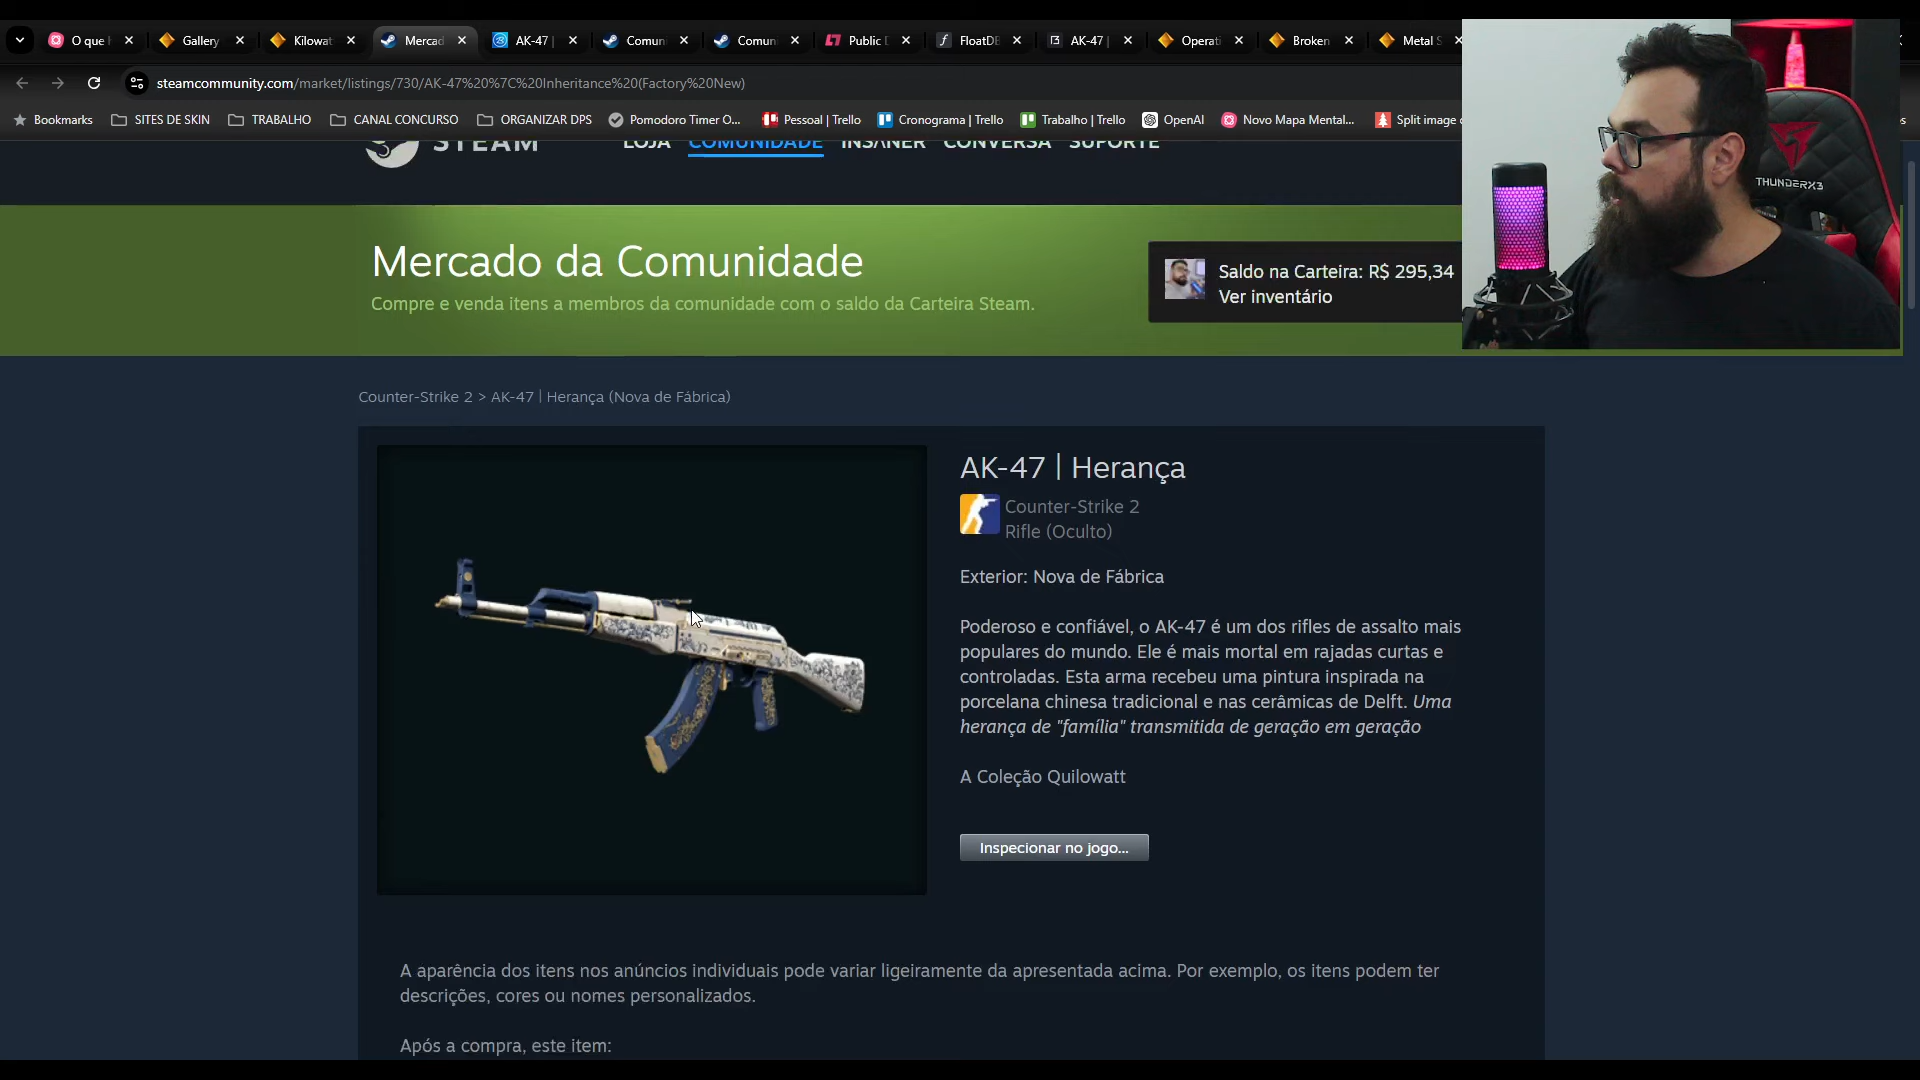 O que
Gallery
Kilowat
Mercad
AK-47 |
Comun
Comun
Public D
FloatDB
AK-47 |
Operati
Broken
Metal S
steamcommunity.com/market/listings/730/AK-47%20%7C%20Inheritance%20(Factory%20New)
Bookmarks
SITES DE SKIN
TRABALHO
CANAL CONCURSO
ORGANIZAR DPS
Pomodoro Timer O...
Pessoal | Trello
Cronograma | Trello
Trabalho | Trello
OpenAI
Novo Mapa Mental...
Split image
STEAM
LOJA
COMUNIDADE
CONVERSA
SUPORTE
THUNDERX3
Mercado da Comunidade
Compre e venda itens a membros da comunidade com o saldo da Carteira Steam.
Saldo na Carteira: R$ 295,34
Ver inventário
Counter-Strike 2 > AK-47 | Herança (Nova de Fábrica)
AK-47 | Herança
Counter-Strike 2
Rifle (Oculto)
Exterior: Nova de Fábrica
Poderoso e confiável, o AK-47 é um dos rifles de assalto mais
populares do mundo. Ele é mais mortal em rajadas curtas e
controladas. Esta arma recebeu uma pintura inspirada na
porcelana chinesa tradicional e nas cerâmicas de Delft. Uma
herança de "família" transmitida de geração em geração
A Coleção Quilowatt
Inspecionar no jogo...
A aparência dos itens nos anúncios individuais pode variar ligeiramente da apresentada acima. Por exemplo, os itens podem ter
descrições, cores ou nomes personalizados.
Após a compra, este item: